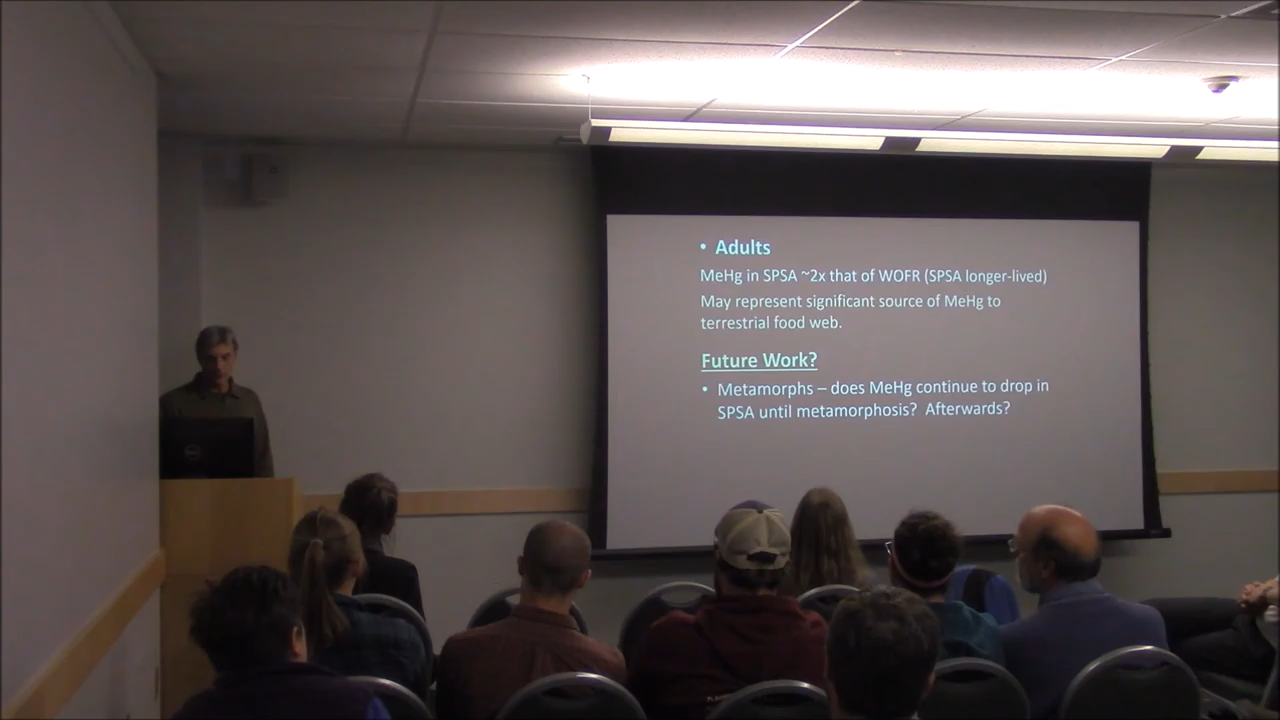 • Adults
MeHg in SPSA ~2x that of WOFR (SPSA longer-lived)
May represent significant source of MeHg to
terrestrial food web.
Future Work?
• Metamorphs – does MeHg continue to drop in
SPSA until metamorphosis? Afterwards?
DELL